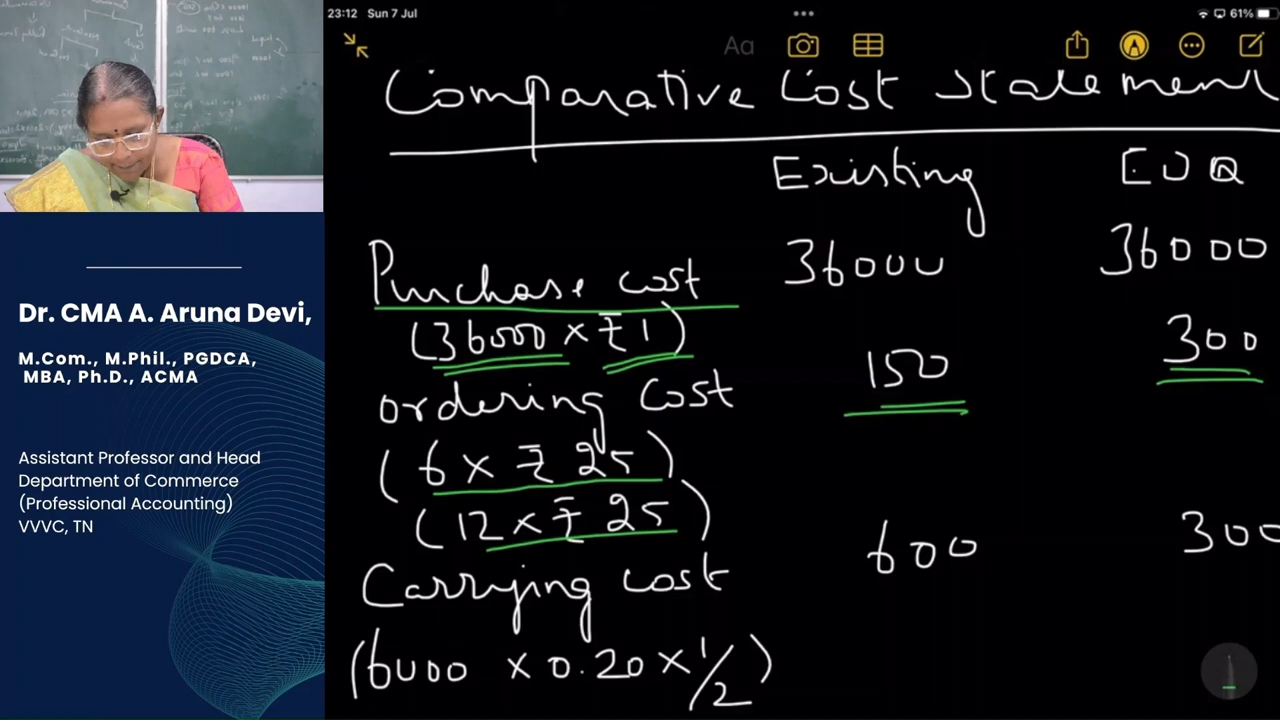 23:12 Sun 7 Jul
61%
Aa
Comparative Cost Statement
Existing EOQ
Purchase cost 36000 36000
(36000 x ₹1)
ordering cost 150 300
(6 x ₹ 25)
(12 x ₹ 25)
Carrying cost 600 300
(6000 x 0.20 x 1/2)
Dr. CMA A. Aruna Devi,
M.Com., M.Phil., PGDCA,
MBA, Ph.D., ACMA
Assistant Professor and Head
Department of Commerce
(Professional Accounting)
VVVC, TN